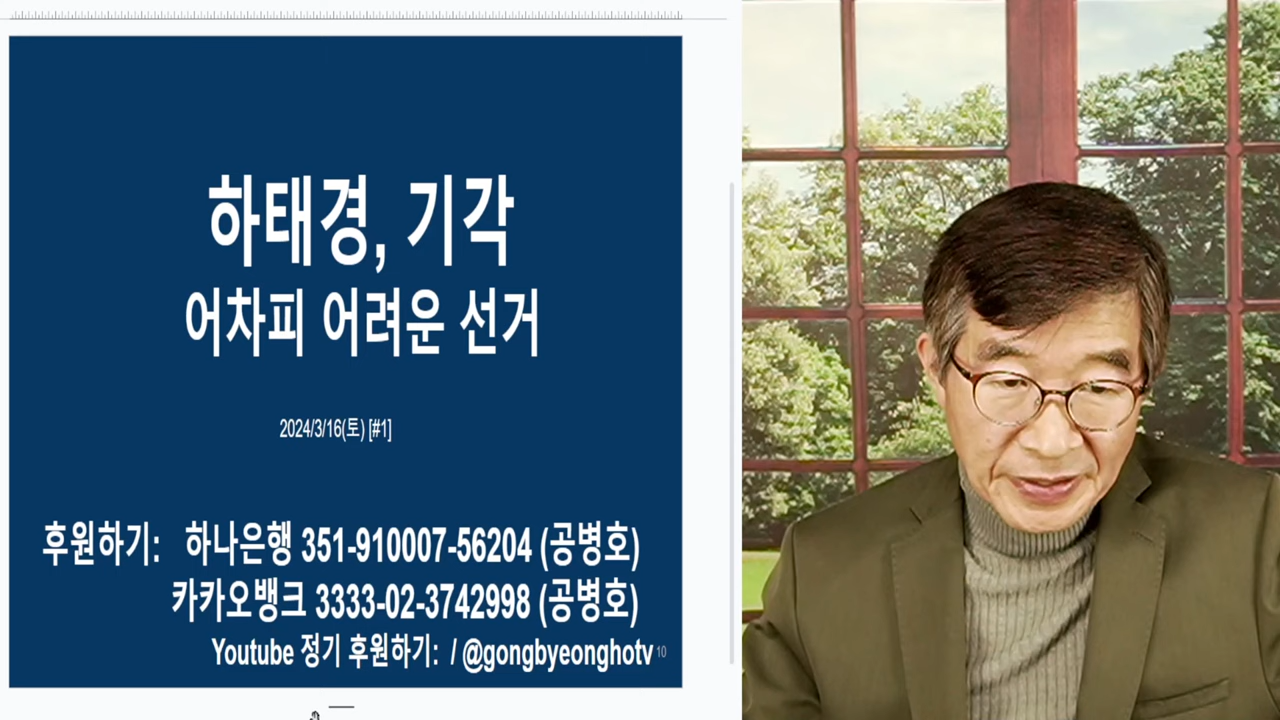 하태경, 기각
어차피 어려운 선거
2024/3/16(토) [#1]
후원하기: 하나은행 351-910007-56204 (공병호)
카카오뱅크 3333-02-3742998 (공병호)
Youtube 정기 후원하기: / @gongbyeonghotv
10